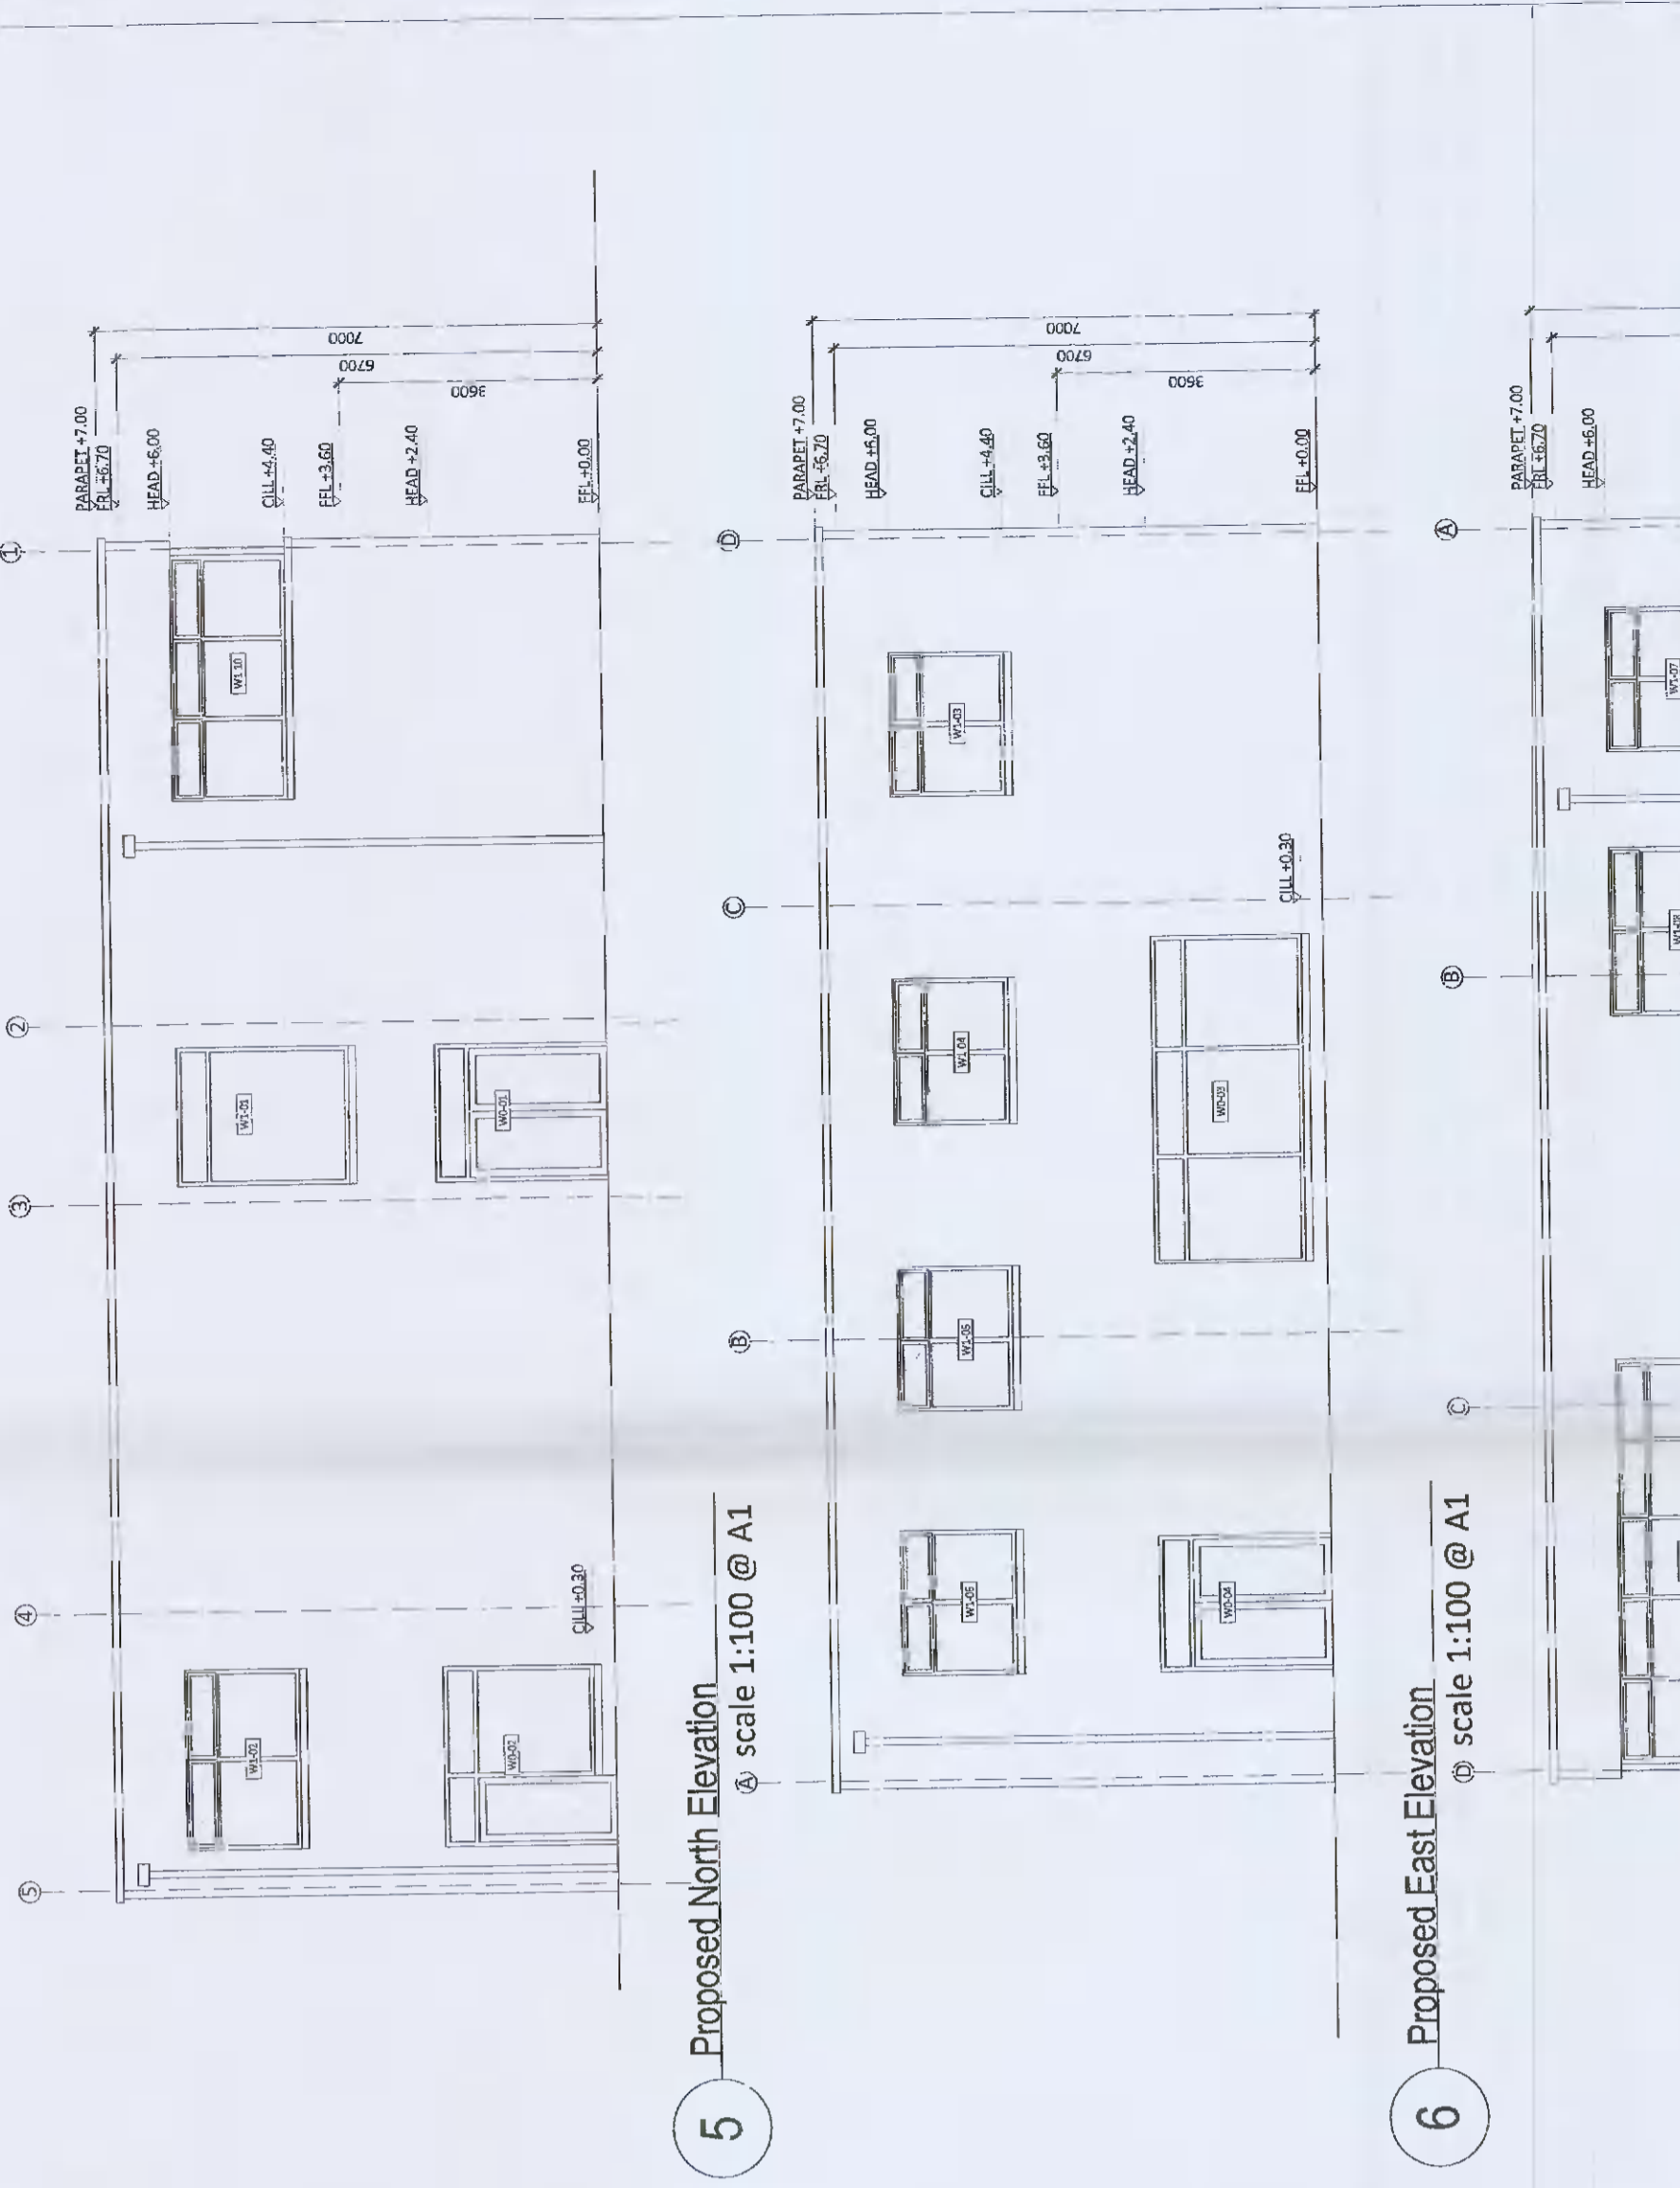 5
4
3
2
1
PARAPET +7.00
FRL +6.70
HEAD +6.00
CILL +4.40
FFL +3.60
HEAD +2.40
FFL +0.00
7000
6700
3600
W1-02
W1-01
W1 10
W0-02
W0-01
CILL +0.30
5
Proposed North Elevation
scale 1:100 @ A1
A
B
C
D
PARAPET +7.00
FRL +6.70
HEAD +6.00
CILL +4.40
FFL +3.60
HEAD +2.40
FFL +0.00
7000
6700
3600
W1-06
W1 04
W1-03
W0-04
W0-03
CILL +0.30
6
Proposed East Elevation
scale 1:100 @ A1
D
C
B
A
PARAPET +7.00
FRL +6.70
HEAD +6.00
W1-08
W1-07